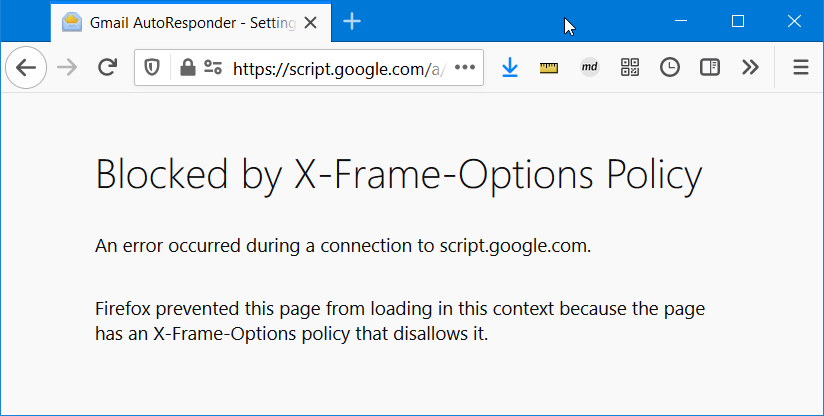 Gmail AutoResponder - Setting
https://script.google.com/a/
md
Blocked by X-Frame-Options Policy
An error occurred during a connection to script.google.com.
Firefox prevented this page from loading in this context because the page
has an X-Frame-Options policy that disallows it.